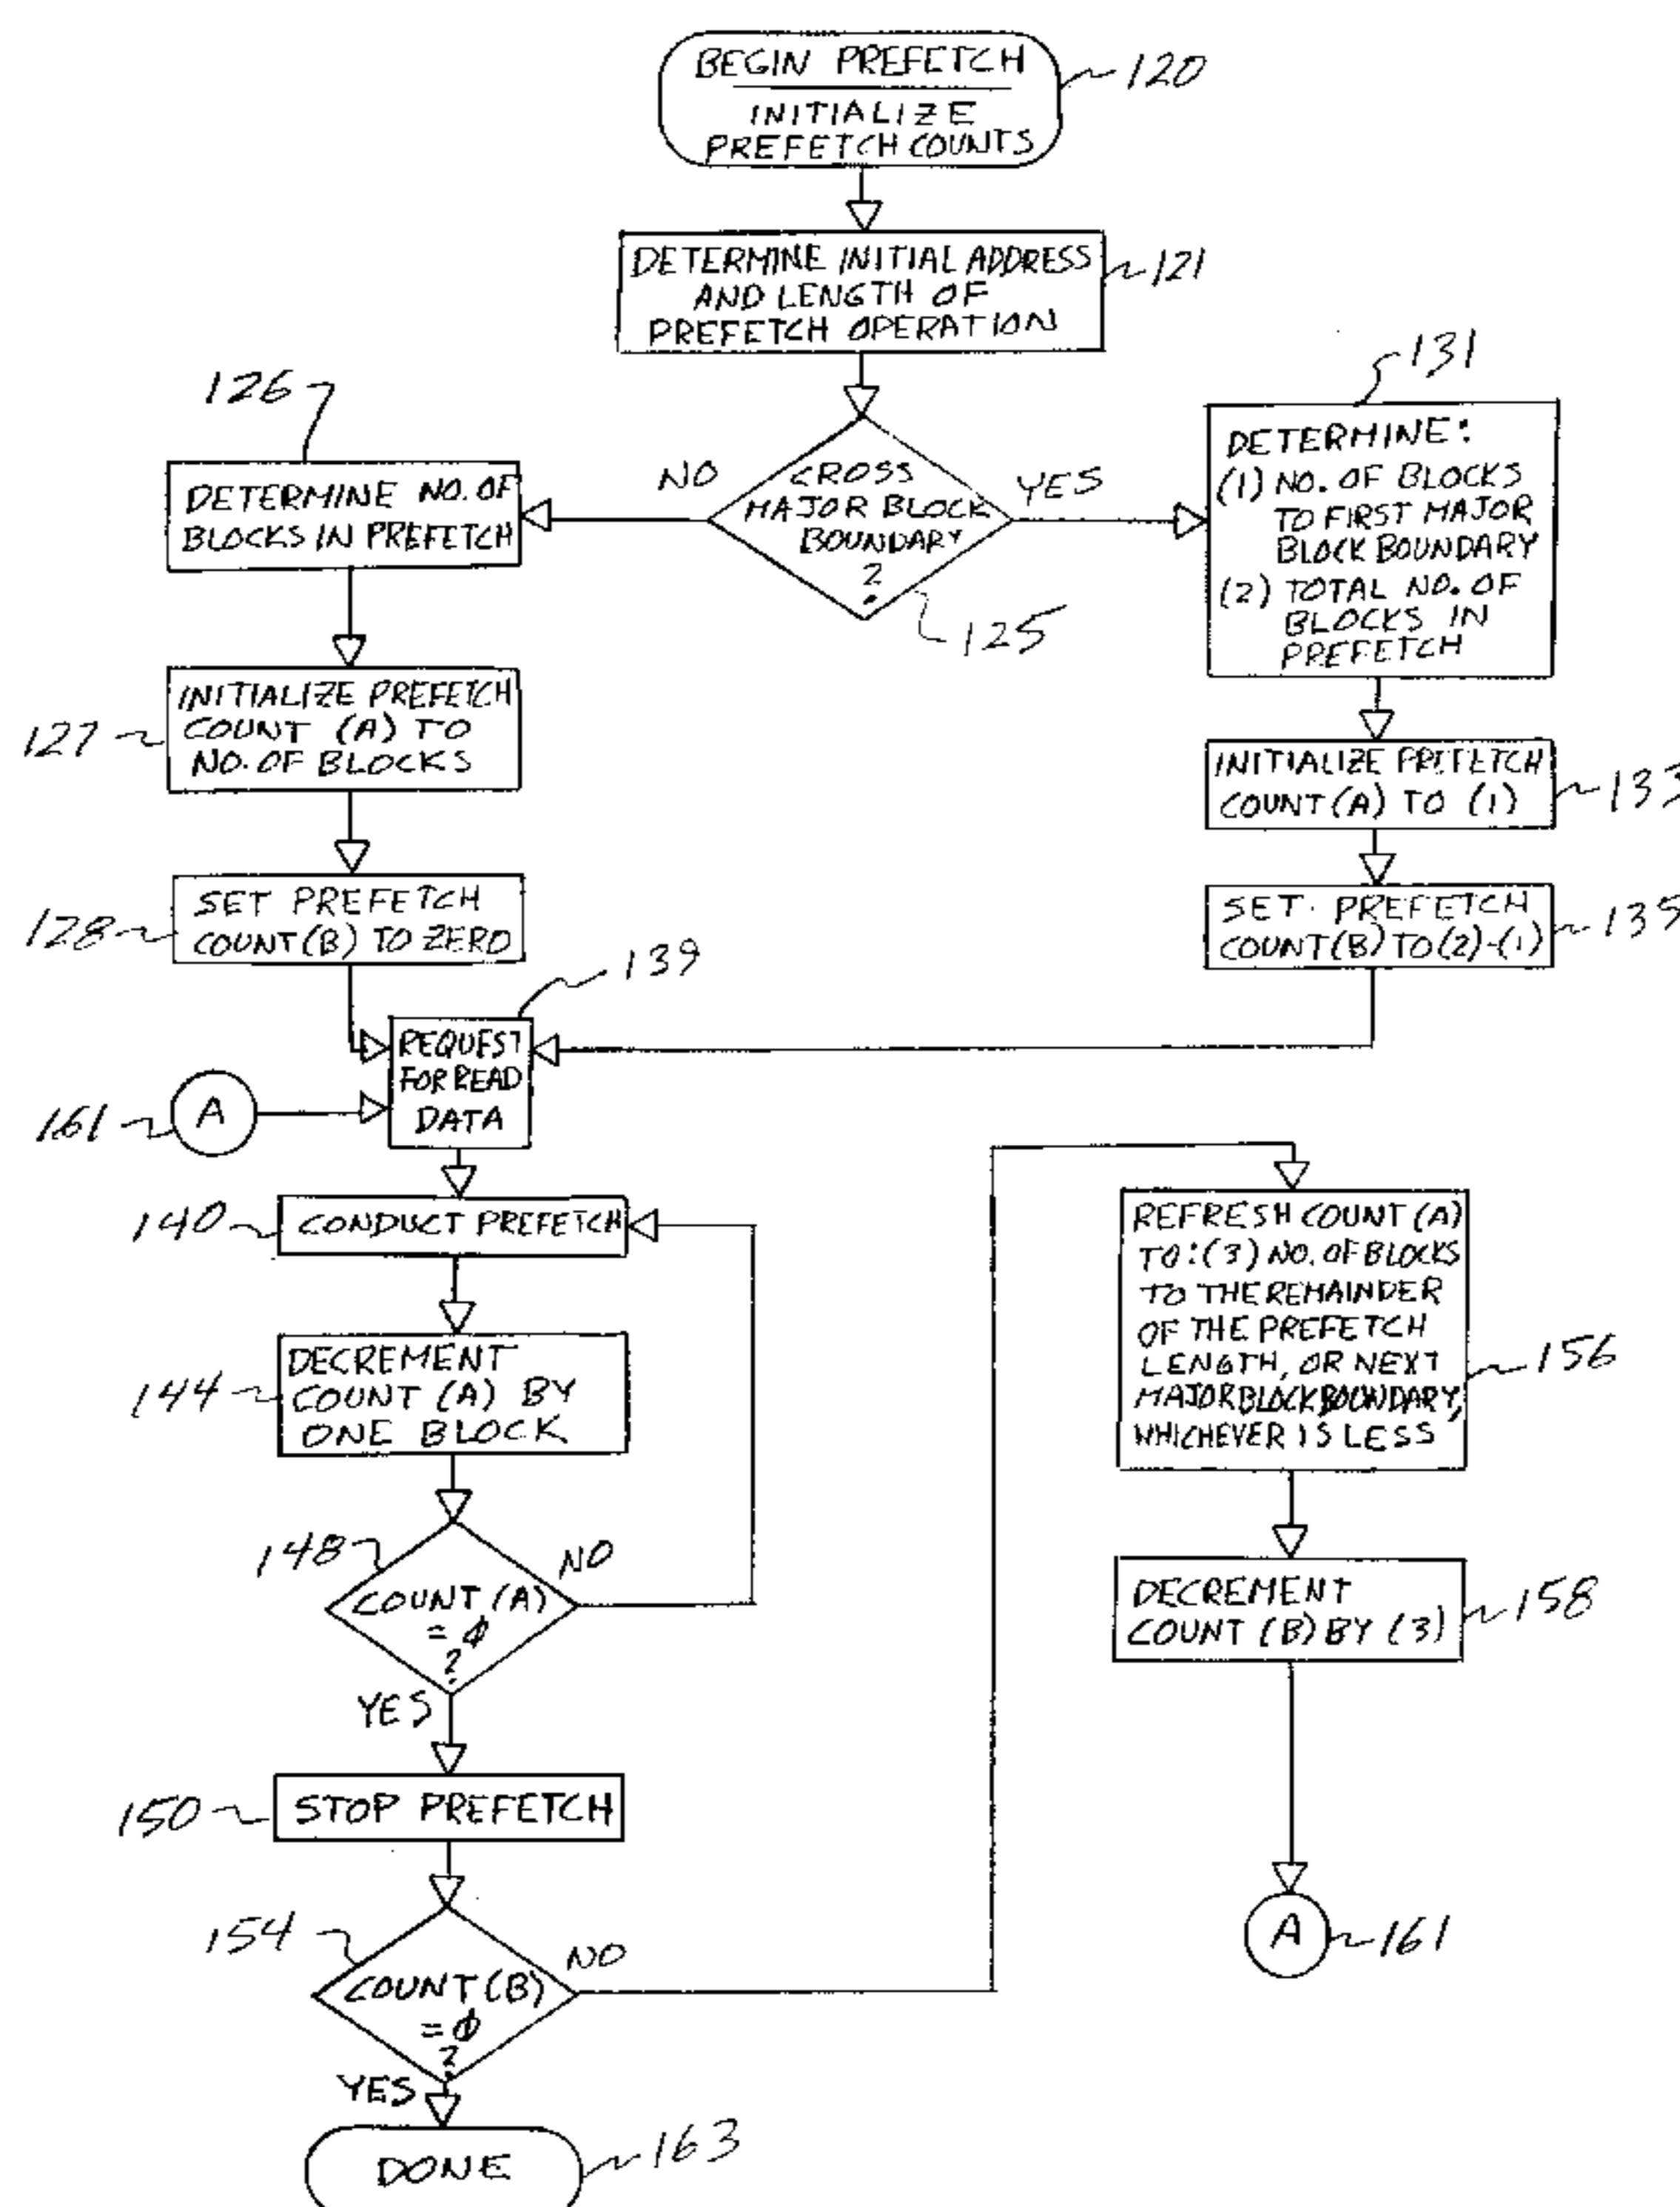 BEGIN PREFETCH
INITIALIZE
PREFETCH COUNTS
120
DETERMINE INITIAL ADDRESS
AND LENGTH OF
PREFETCH OPERATION
121
CROSS
MAJOR BLOCK
BOUNDARY
?
125
NO
YES
126
DETERMINE NO. OF
BLOCKS IN PREFETCH
INITIALIZE PREFETCH
COUNT (A) TO
NO. OF BLOCKS
127
SET PREFETCH
COUNT(B) TO ZERO
128
131
DETERMINE:
(1) NO. OF BLOCKS
TO FIRST MAJOR
BLOCK BOUNDARY
(2) TOTAL NO. OF
BLOCKS IN
PREFETCH
INITIALIZE PREFETCH
COUNT(A) TO (1)
133
SET PREFETCH
COUNT(B) TO (2)-(1)
135
139
REQUEST
FOR READ
DATA
161
A
140
CONDUCT PREFETCH
144
DECREMENT
COUNT (A) BY
ONE BLOCK
148
COUNT (A)
= 0
?
NO
YES
150
STOP PREFETCH
154
COUNT (B)
= 0
?
NO
YES
DONE
163
REFRESH COUNT (A)
TO: (3) NO. OF BLOCKS
TO THE REMAINDER
OF THE PREFETCH
LENGTH, OR NEXT
MAJOR BLOCK BOUNDARY,
WHICHEVER IS LESS
156
DECREMENT
COUNT (B) BY (3)
158
A
161